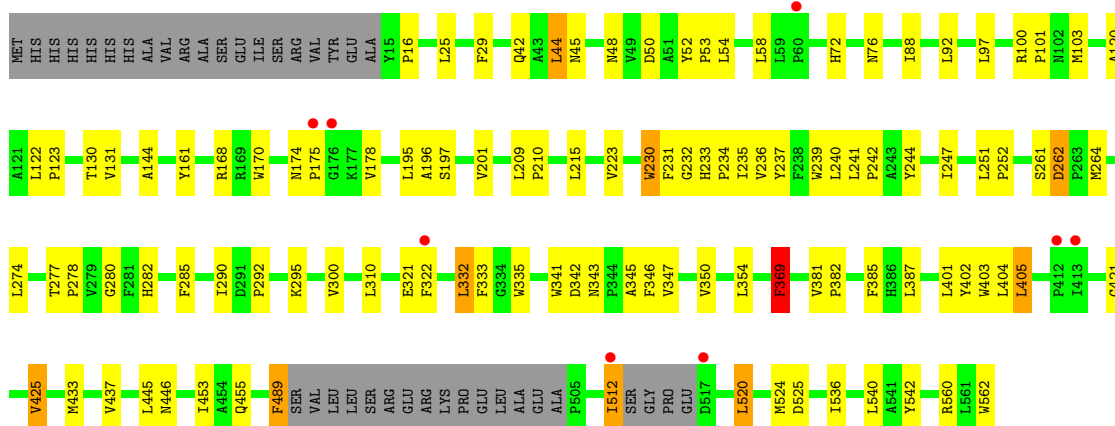 MET HIS HIS HIS HIS HIS HIS ALA VAL ARG ALA SER GLU ILE SER ARG VAL TYR GLU ALA Y15 P16 L25 F29 Q42 A43 L44 N45 N48 V49 D50 A51 Y52 P53 L54 L58 L59 P60 H72 N76 I88 L92 L97 R100 P101 N102 M103 A120
A121 L122 P123 T130 V131 A144 Y161 R168 R169 W170 N174 P175 G176 K177 V178 L195 A196 S197 V201 L209 P210 L215 V223 W230 F231 G232 H233 P234 I235 V236 Y237 F238 W239 L240 L241 P242 A243 Y244 I247 L251 P252 S261 D262 P263 M264
L274 T277 P278 V279 G280 F281 H282 F285 I290 D291 P292 K295 V300 L310 E321 F322 L332 F333 G334 W335 W341 D342 N343 P344 A345 F346 V347 V350 L354 F369 V381 P382 F385 H386 L387 L401 Y402 W403 L404 L405 P412 I413 G421
V425 M433 V437 L445 N446 I453 A454 Q455 F489 SER VAL LEU LEU SER ARG GLU ARG LYS PRO GLU LEU ALA GLU ALA P505 I512 SER GLY PRO GLU D517 L520 M524 D525 I536 L540 A541 Y542 R560 L561 W562